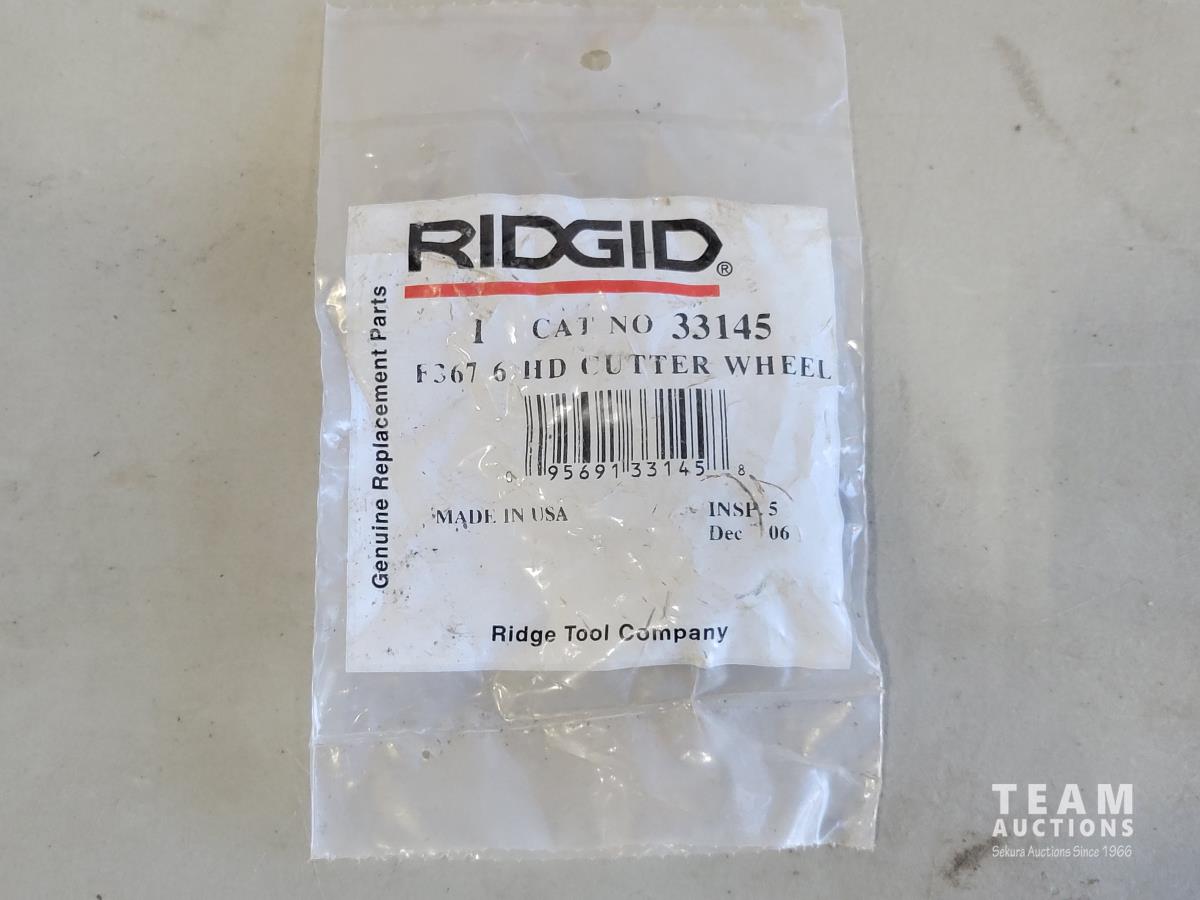 RIDGID®
Genuine Replacement Parts
1 CAT NO 33145
F367 6 HD CUTTER WHEEL
0 95691 33145 8
MADE IN USA
INSP. 5
Dec 06
Ridge Tool Company
TEAM
AUCTIONS
Sekura Auctions Since 1966